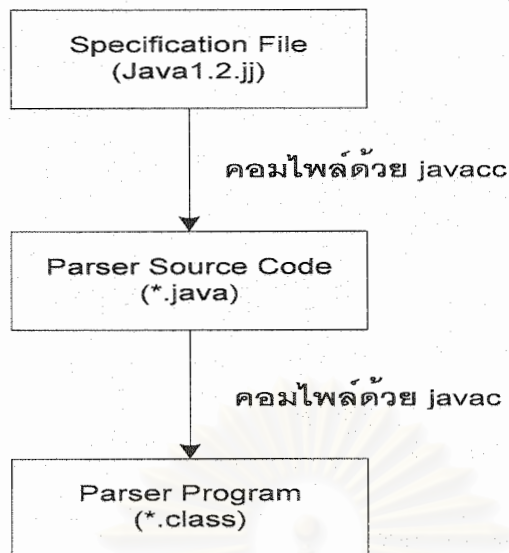 Specification File
(Java1.2.jj)
คอมไพล์ด้วย javacc
Parser Source Code
(*.java)
คอมไพล์ด้วย javac
Parser Program
(*.class)